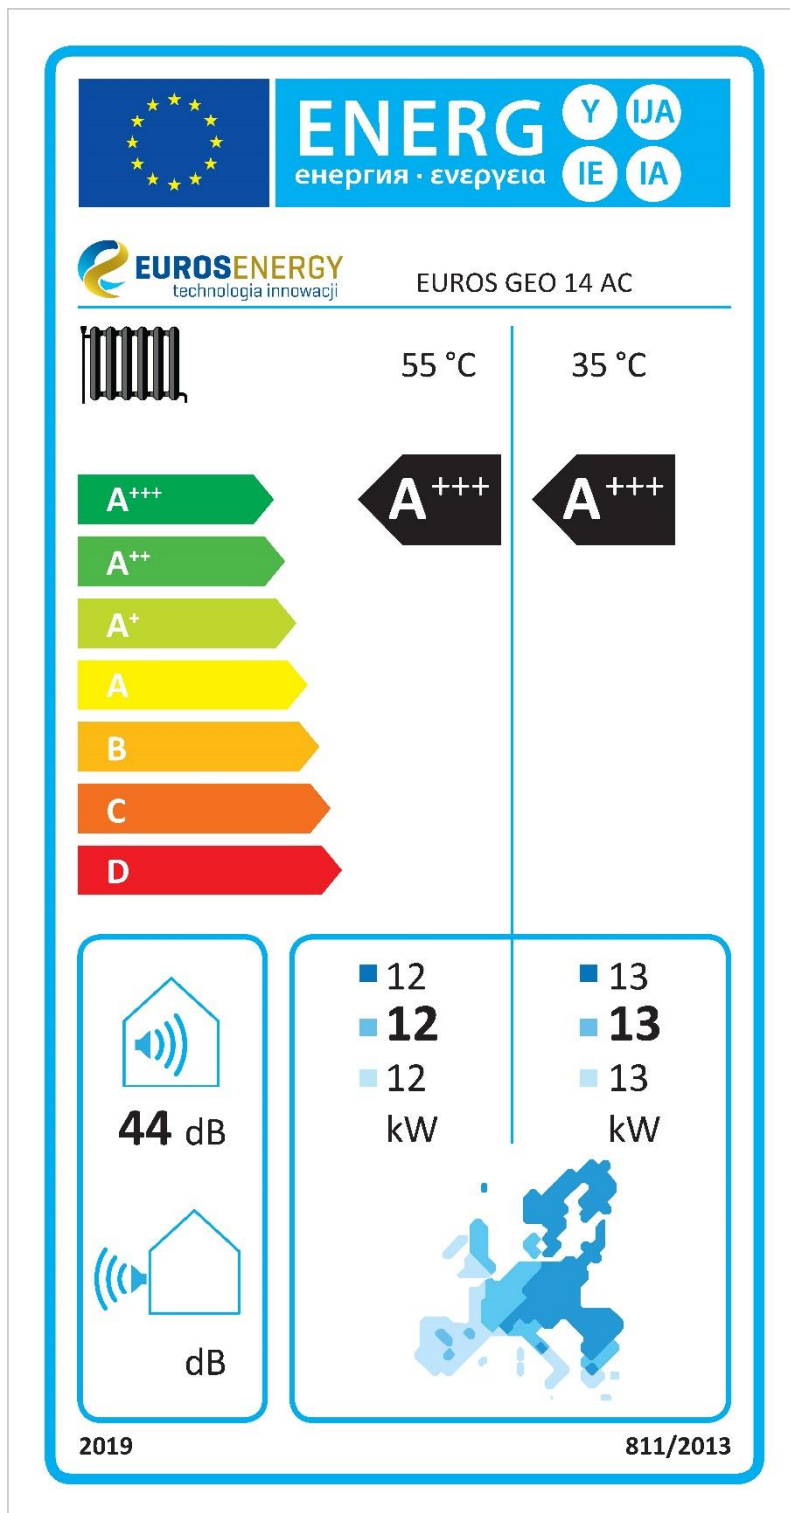 ENERG Y IJA
енергия · ενεργεια IE IA
EUROSENERGY
technologia innowacji
EUROS GEO 14 AC
55 °C 35 °C
A+++ A+++
A+++
A++
A+
A
B
C
D
12 13
12 13
12 13
kW kW
44 dB
dB
2019 811/2013